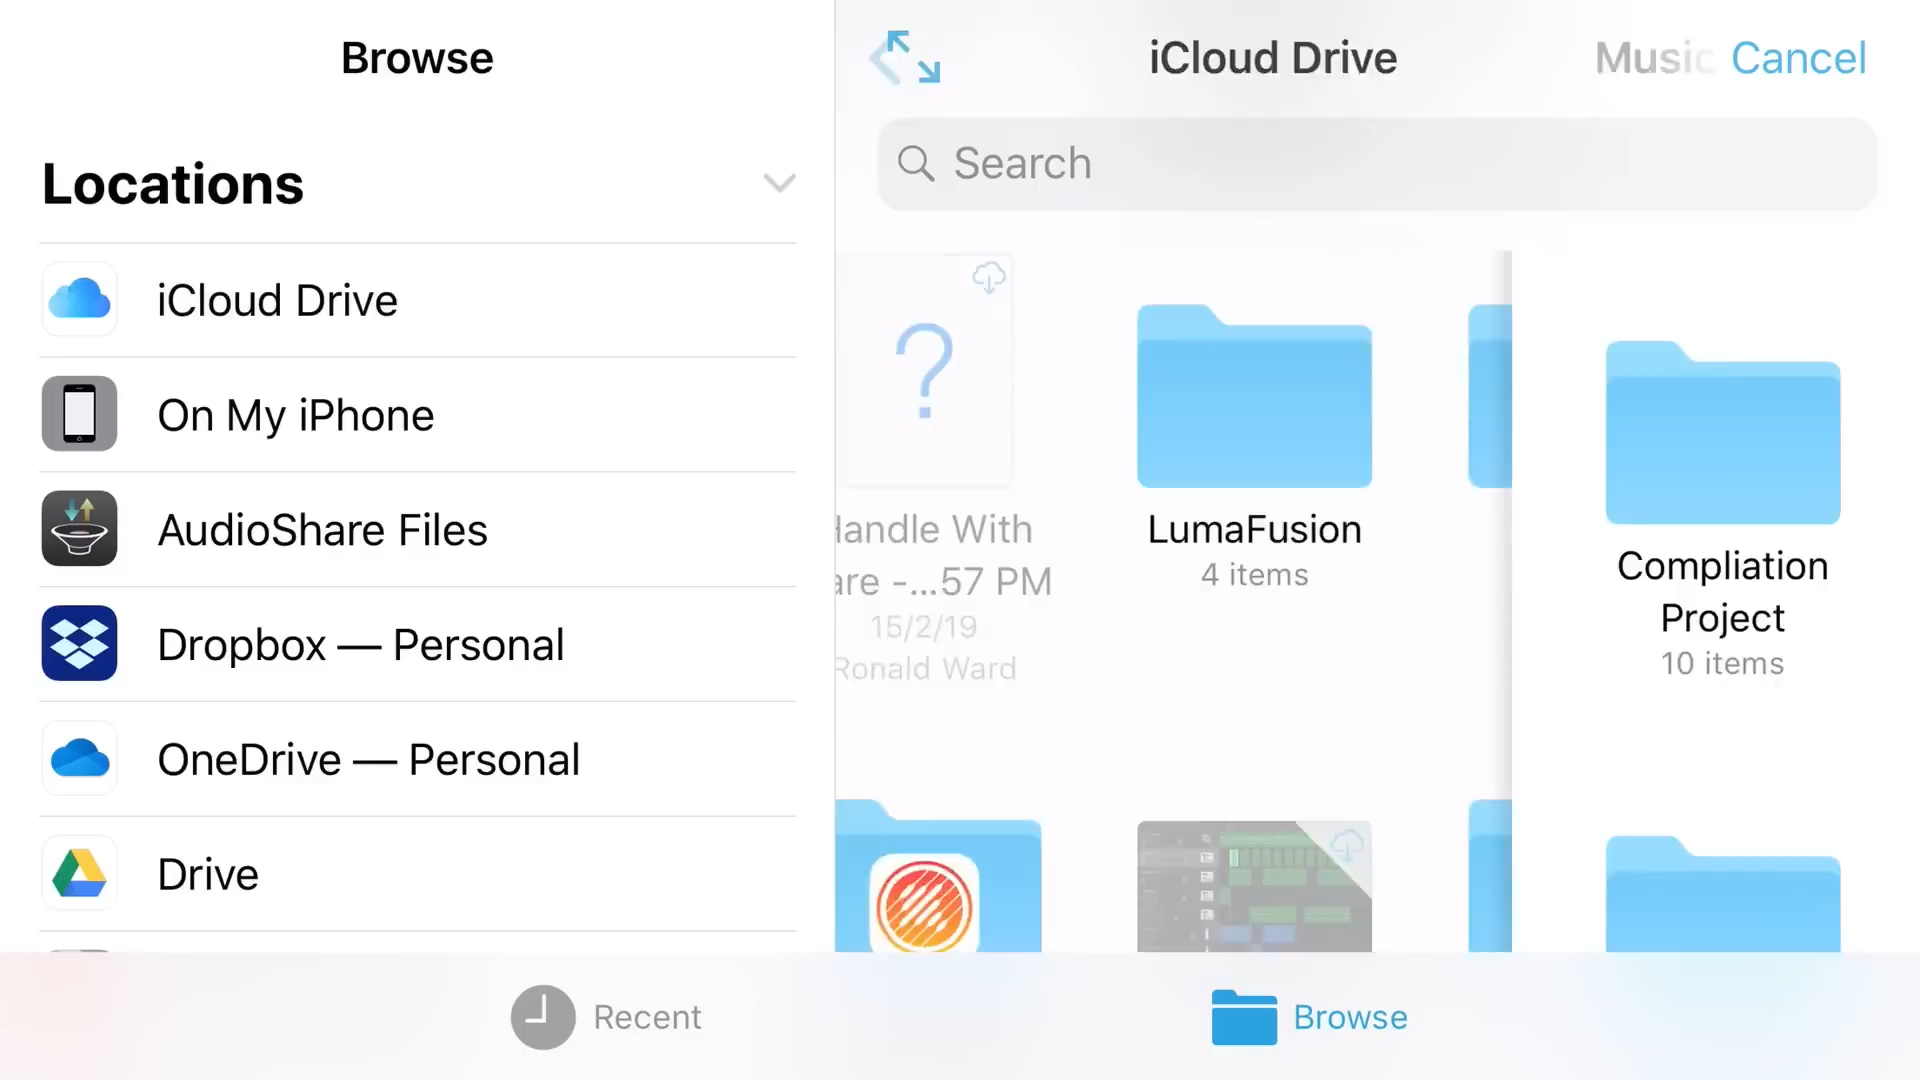 Browse
Locations
iCloud Drive
On My iPhone
AudioShare Files
Dropbox — Personal
OneDrive — Personal
Drive
iCloud Drive
Music
Cancel
Search
Handle With
are -...57 PM
15/2/19
Ronald Ward
LumaFusion
4 items
Compliation
Project
10 items
Recent
Browse